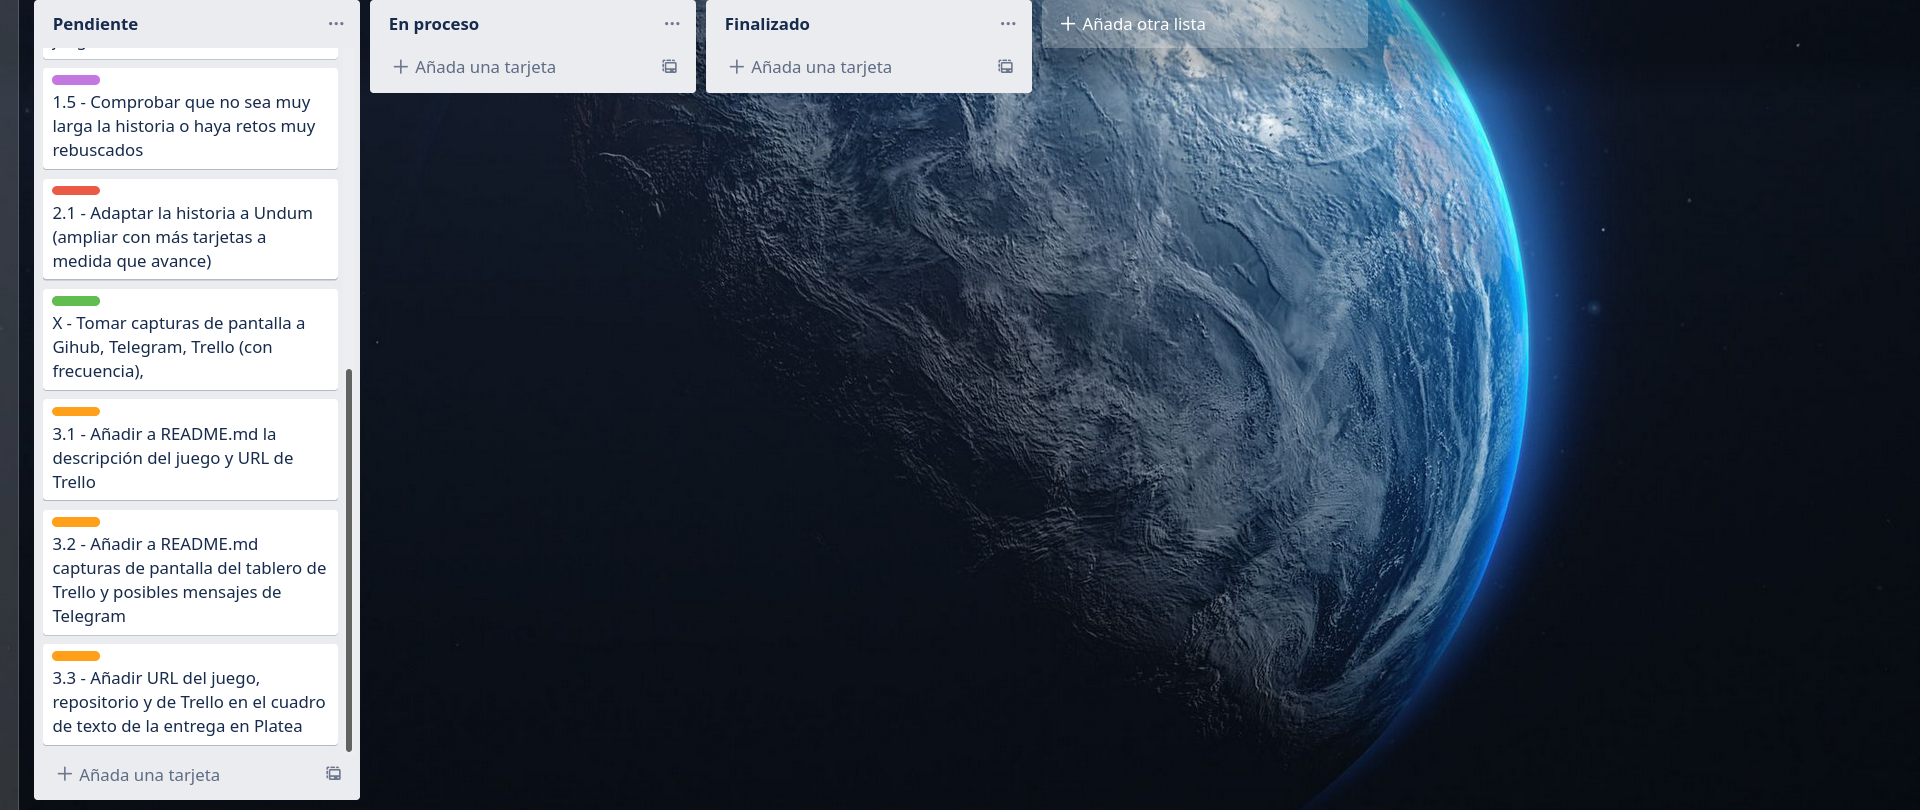 Pendiente
1.5 - Comprobar que no sea muy
larga la historia o haya retos muy
rebuscados
2.1 - Adaptar la historia a Undum
(ampliar con más tarjetas a
medida que avance)
X - Tomar capturas de pantalla a
Gihub, Telegram, Trello (con
frecuencia),
3.1 - Añadir a README.md la
descripción del juego y URL de
Trello
3.2 - Añadir a README.md
capturas de pantalla del tablero de
Trello y posibles mensajes de
Telegram
3.3 - Añadir URL del juego,
repositorio y de Trello en el cuadro
de texto de la entrega en Platea
Añada una tarjeta
En proceso
Añada una tarjeta
Finalizado
Añada una tarjeta
Añada otra lista